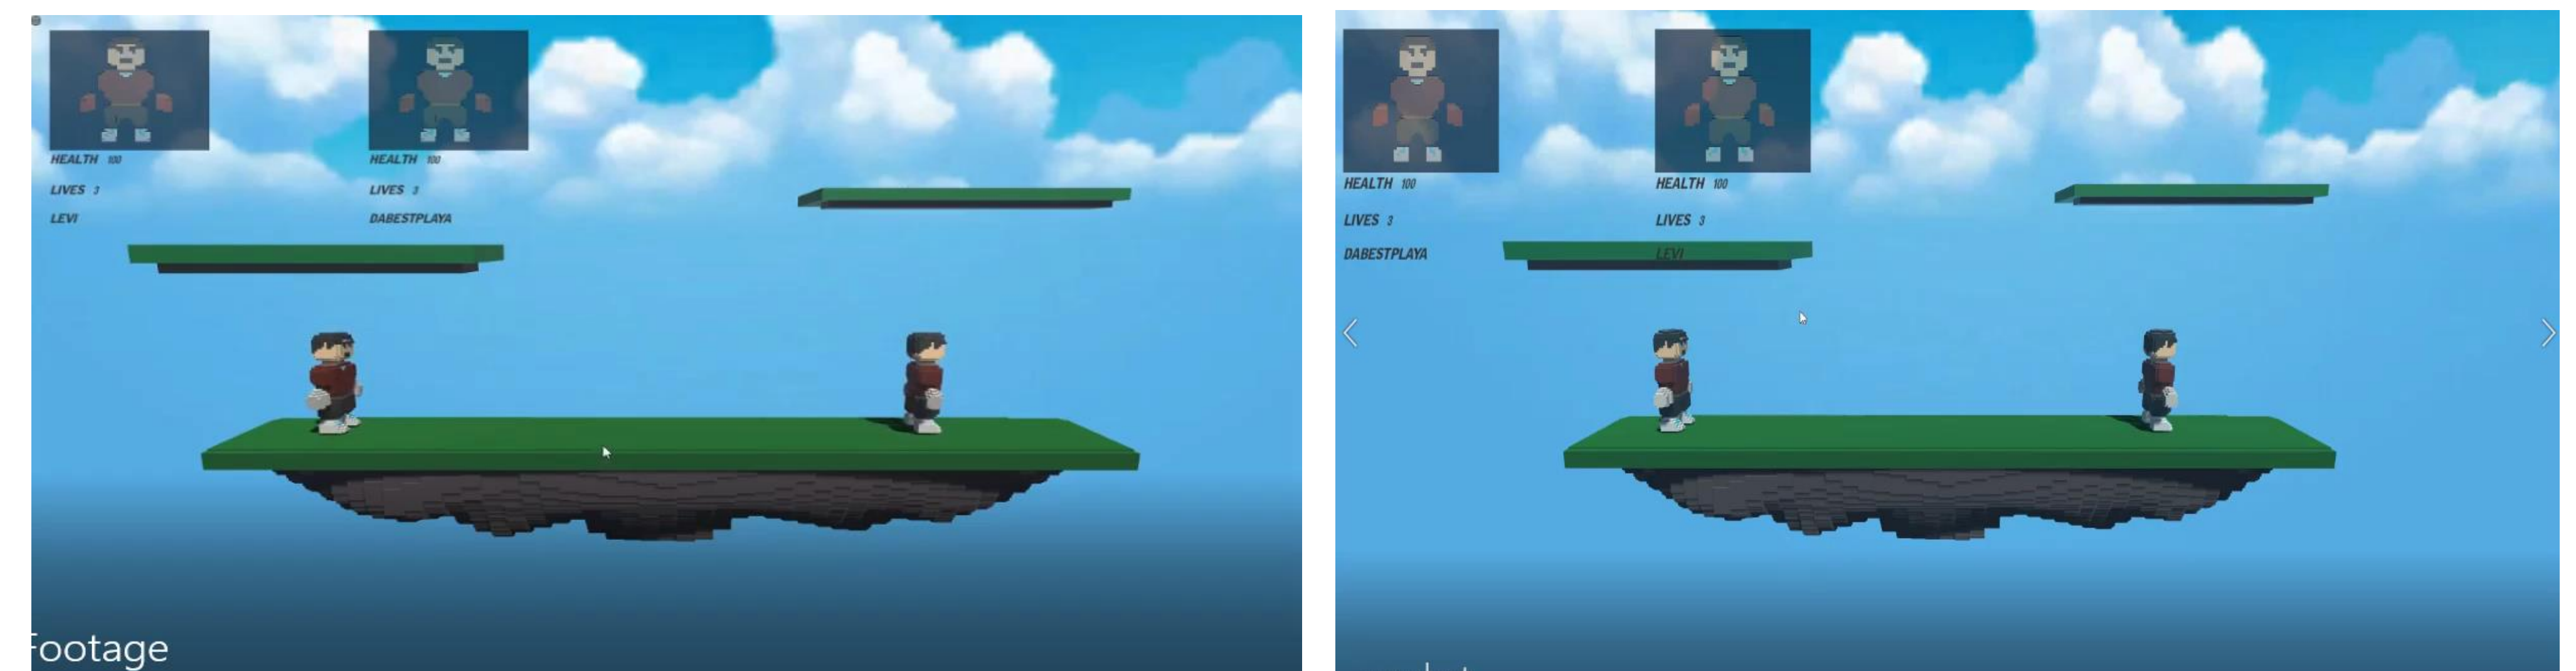 HEALTH 100 HEALTH 100
LIVES 3 LIVES 3
LEVI DABESTPLAYA
Footage
HEALTH 100 HEALTH 100
LIVES 3 LIVES 3
DABESTPLAYA LEVI